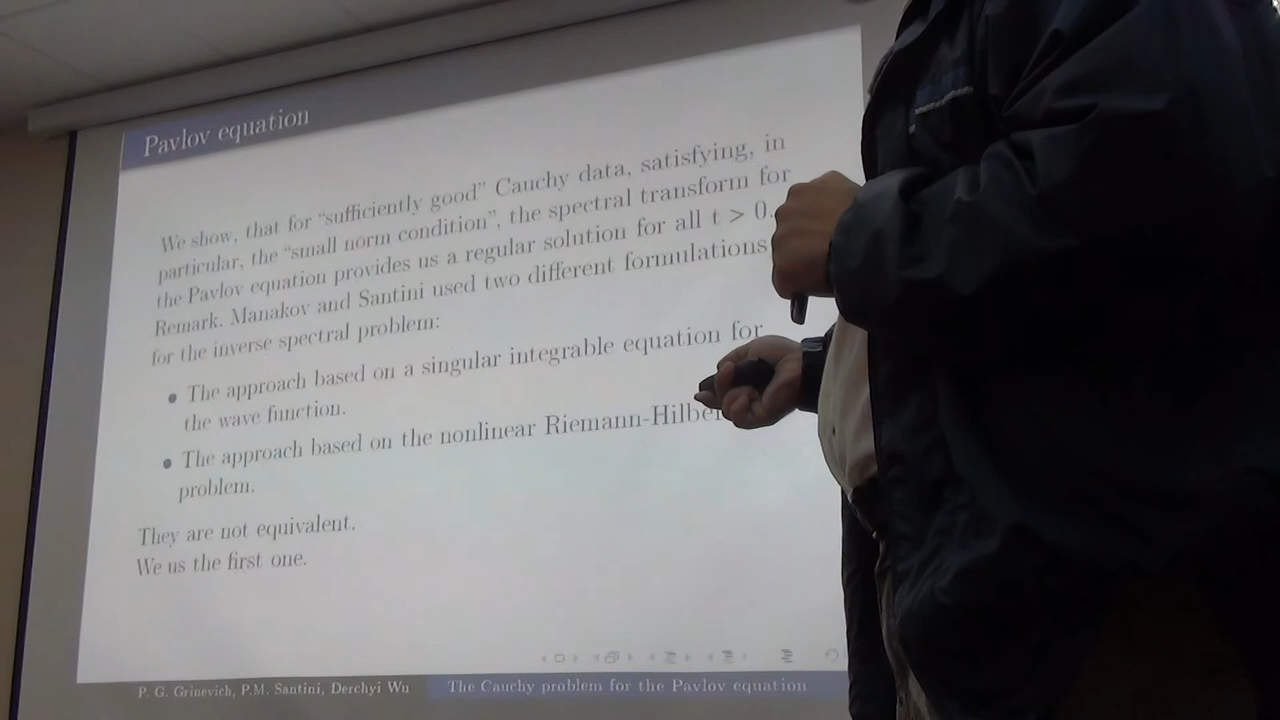 Pavlov equation
We show, that for “sufficiently good” Cauchy data, satisfying, in
particular, the “small norm condition”, the spectral transform for
the Pavlov equation provides us a regular solution for all t > 0.
Remark. Manakov and Santini used two different formulations
for the inverse spectral problem:
• The approach based on a singular integrable equation for
the wave function.
• The approach based on the nonlinear Riemann-Hilber
problem.
They are not equivalent.
We us the first one.
P. G. Grinevich, P.M. Santini, Derchyi Wu The Cauchy problem for the Pavlov equation